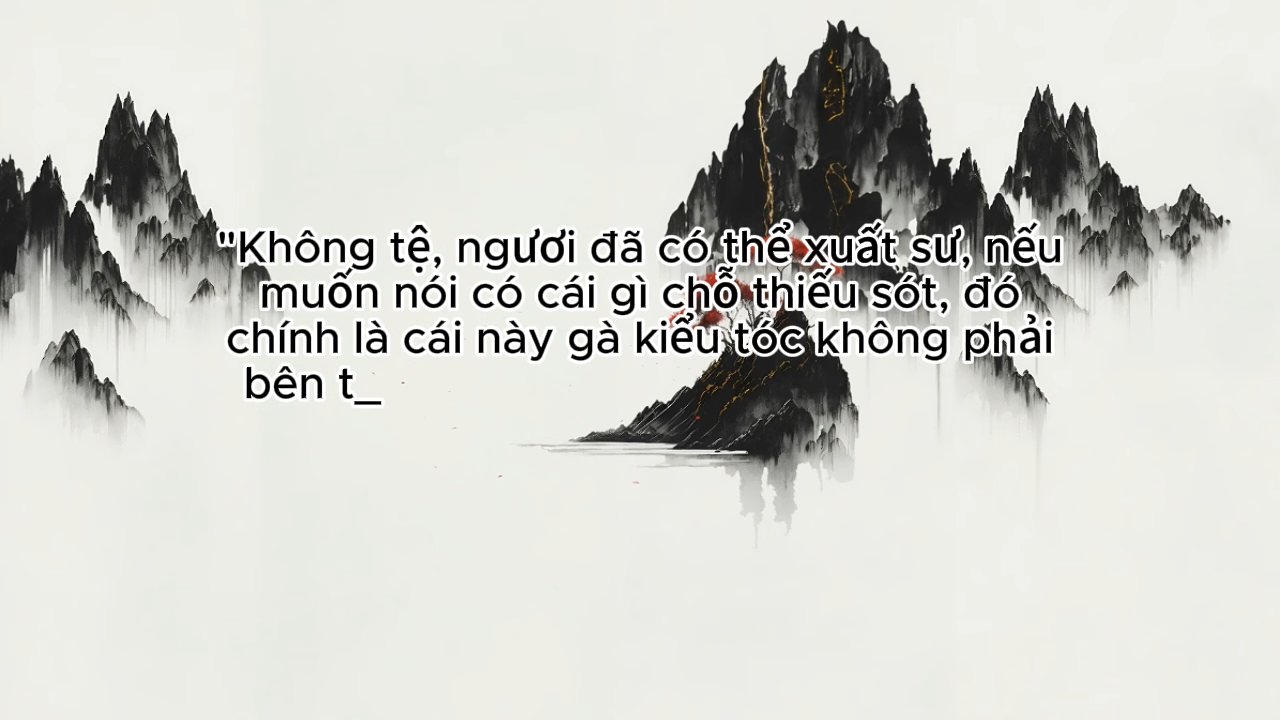 "Không tệ, ngươi đã có thể xuất sư, nếu
muốn nói có cái gì chỗ thiếu sót, đó
chính là cái này gà kiểu tóc không phải
bên t_